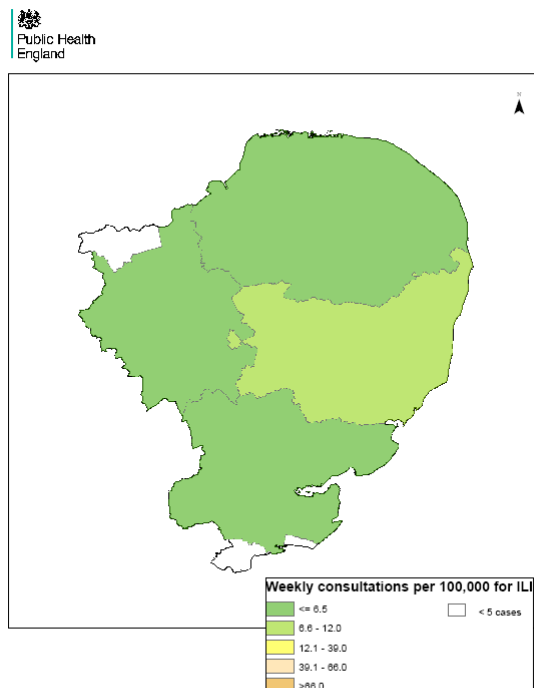 Public Health
England
N
Weekly consultations per 100,000 for ILI
<= 6.5
< 5 cases
6.6 - 12.0
12.1 - 39.0
39.1 - 66.0
>66.0